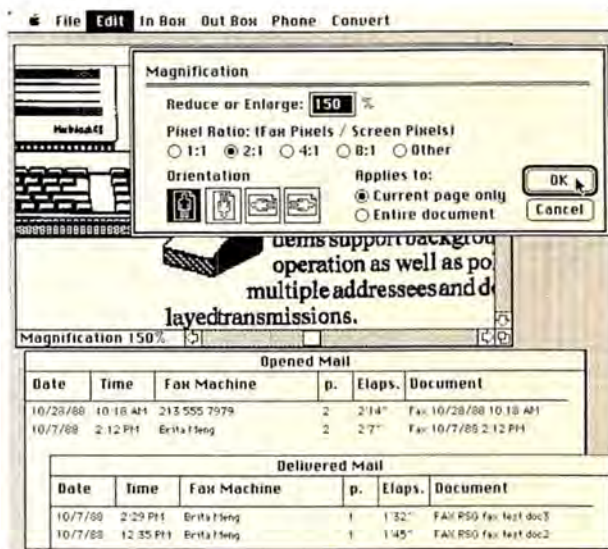 File Edit In Box Out Box Phone Convert
Magnification
Reduce or Enlarge: 150 %
Pixel Ratio: (Fax Pixels / Screen Pixels)
1:1 2:1 4:1 8:1 Other
Orientation
Applies to:
Current page only
Entire document
OK
Cancel
operation as well as po
multiple addressees and d
layed transmissions.
Magnification 150%
Opened Mail
Date Time Fax Machine p. Elaps. Document
10/28/88 10:18 AM 213 555 7979 2 2'14" Fax 10/28/88 10:18 AM
10/7/88 2:12 PM Brita Meng 2 2'7" Fax 10/7/88 2:12 PM
Delivered Mail
Date Time Fax Machine p. Elaps. Document
10/7/88 2:29 PM Brita Meng 1 1'32" FAX RSG fax test doc3
10/7/88 12:35 PM Brita Meng 1 1'45" FAX RSG fax test doc2